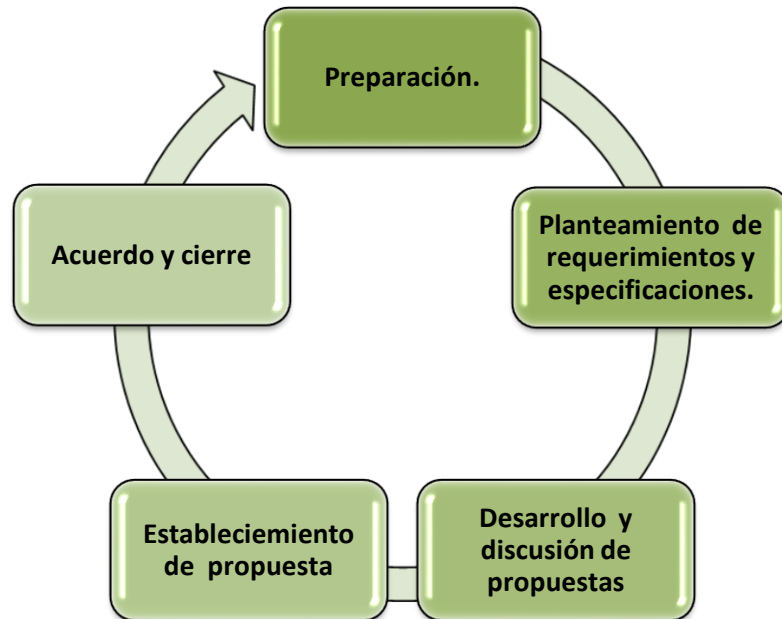 Preparación.
Planteamiento de
requerimientos y
especificaciones.
Desarrollo y
discusión de
propuestas
Estableciemiento
de propuesta
Acuerdo y cierre